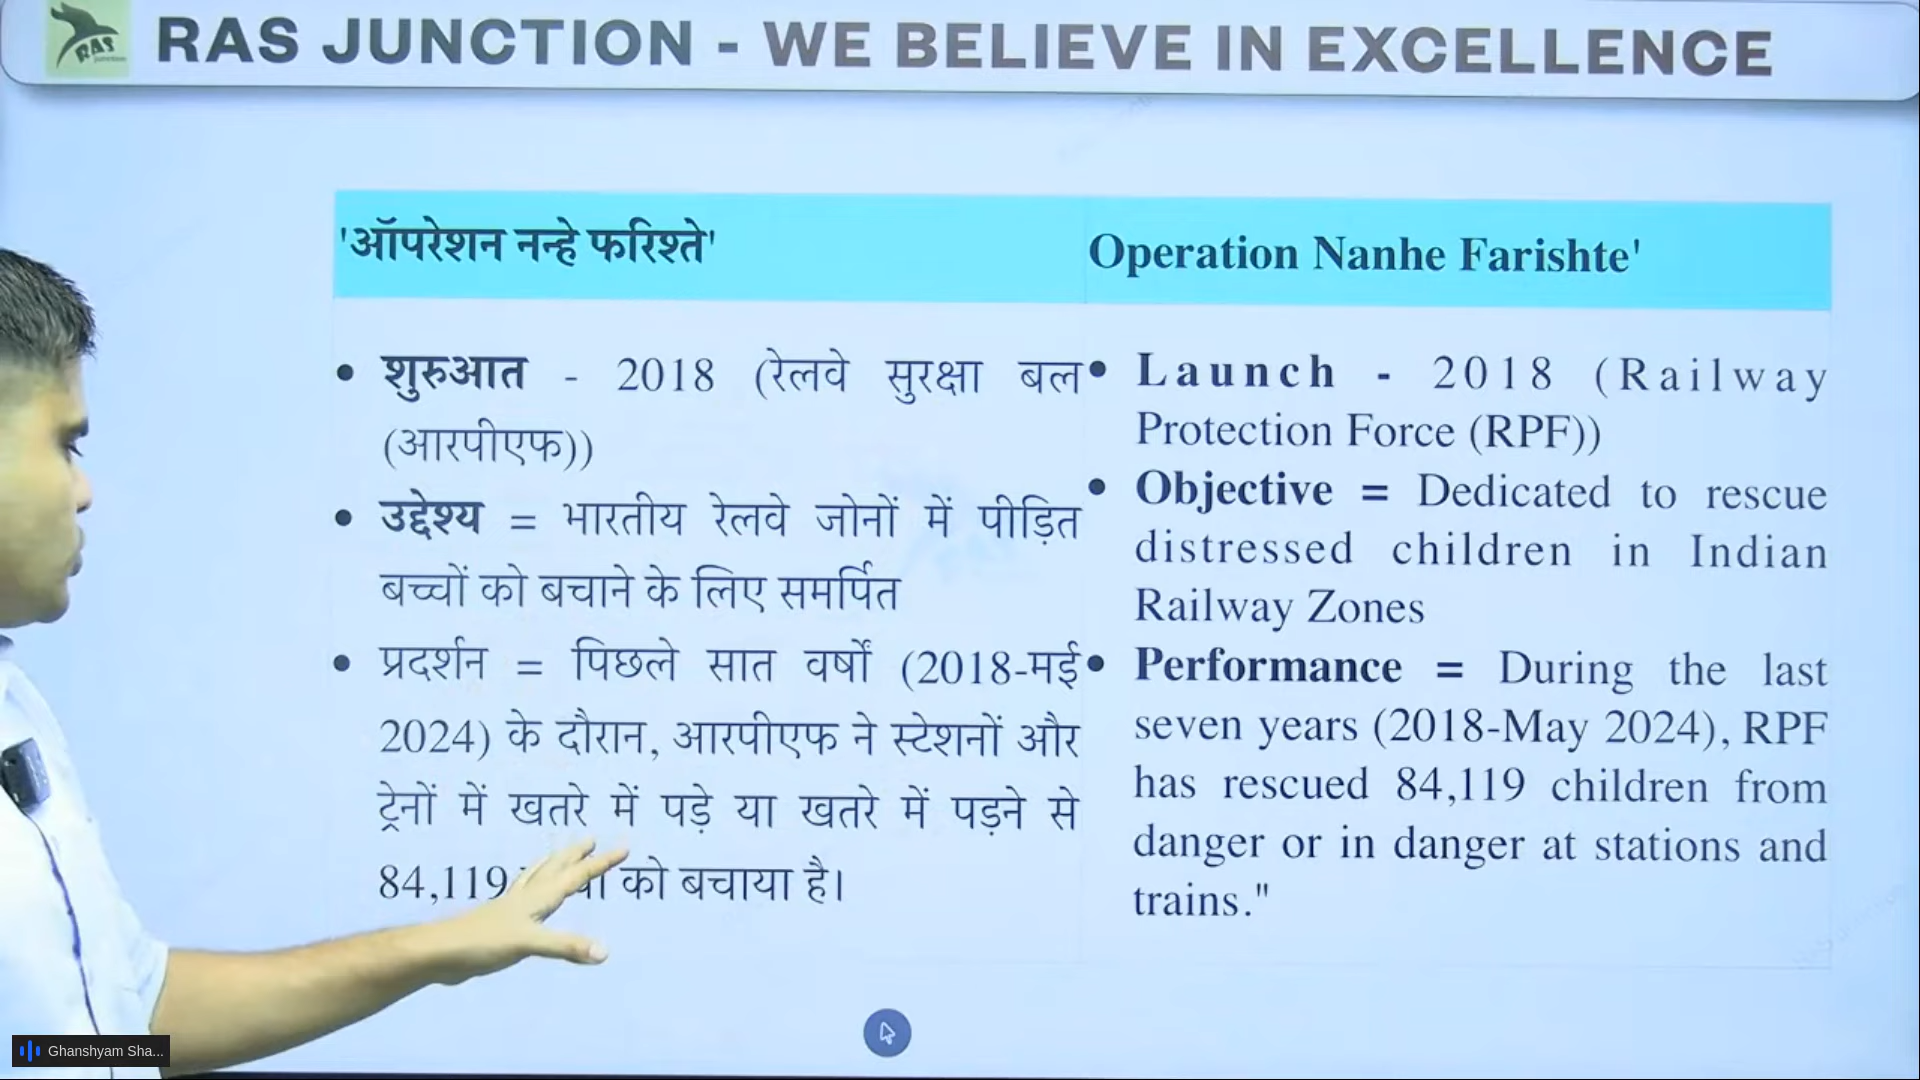 RAS JUNCTION - WE BELIEVE IN EXCELLENCE
RAS
junction
'ऑपरेशन नन्हे फरिश्ते'
• शुरुआत - 2018 (रेलवे सुरक्षा बल
(आरपीएफ))
• उद्देश्य = भारतीय रेलवे जोनों में पीड़ित
बच्चों को बचाने के लिए समर्पित
• प्रदर्शन = पिछले सात वर्षों (2018-मई
2024) के दौरान, आरपीएफ ने स्टेशनों और
ट्रेनों में खतरे में पड़े या खतरे में पड़ने से
84,119 को बचाया है।
Operation Nanhe Farishte'
• Launch - 2018 (Railway
Protection Force (RPF))
• Objective = Dedicated to rescue
distressed children in Indian
Railway Zones
• Performance = During the last
seven years (2018-May 2024), RPF
has rescued 84,119 children from
danger or in danger at stations and
trains."
Ghanshyam Sha...